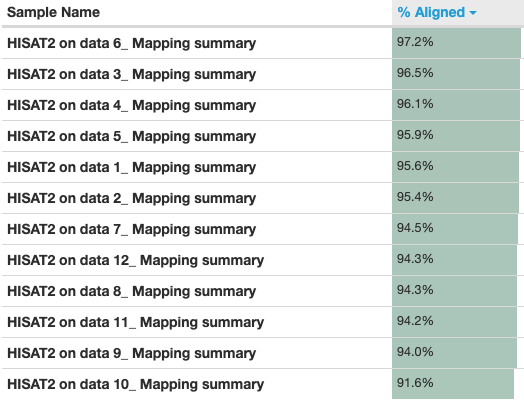 Sample Name % Aligned
HISAT2 on data 6_ Mapping summary 97.2%
HISAT2 on data 3_ Mapping summary 96.5%
HISAT2 on data 4_ Mapping summary 96.1%
HISAT2 on data 5_ Mapping summary 95.9%
HISAT2 on data 1_ Mapping summary 95.6%
HISAT2 on data 2_ Mapping summary 95.4%
HISAT2 on data 7_ Mapping summary 94.5%
HISAT2 on data 12_ Mapping summary 94.3%
HISAT2 on data 8_ Mapping summary 94.3%
HISAT2 on data 11_ Mapping summary 94.2%
HISAT2 on data 9_ Mapping summary 94.0%
HISAT2 on data 10_ Mapping summary 91.6%